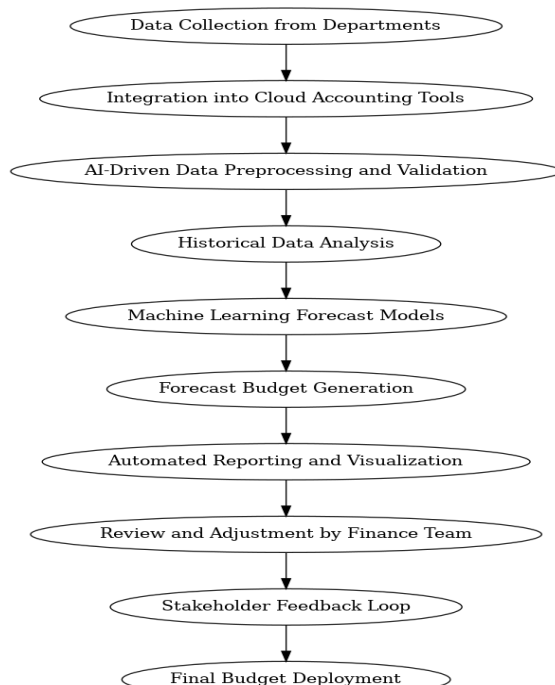 Data Collection from Departments
Integration into Cloud Accounting Tools
AI-Driven Data Preprocessing and Validation
Historical Data Analysis
Machine Learning Forecast Models
Forecast Budget Generation
Automated Reporting and Visualization
Review and Adjustment by Finance Team
Stakeholder Feedback Loop
Final Budget Deployment